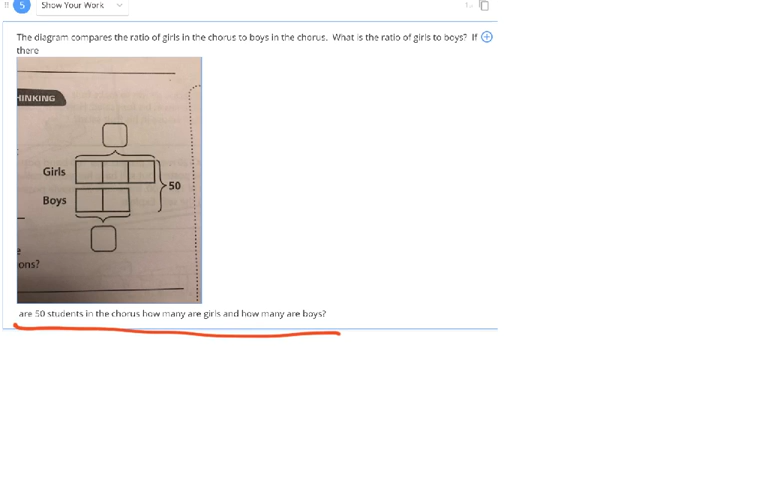 5 Show Your Work
The diagram compares the ratio of girls in the chorus to boys in the chorus. What is the ratio of girls to boys? If
there
HINKING
Girls
50
Boys
ons?
are 50 students in the chorus how many are girls and how many are boys?